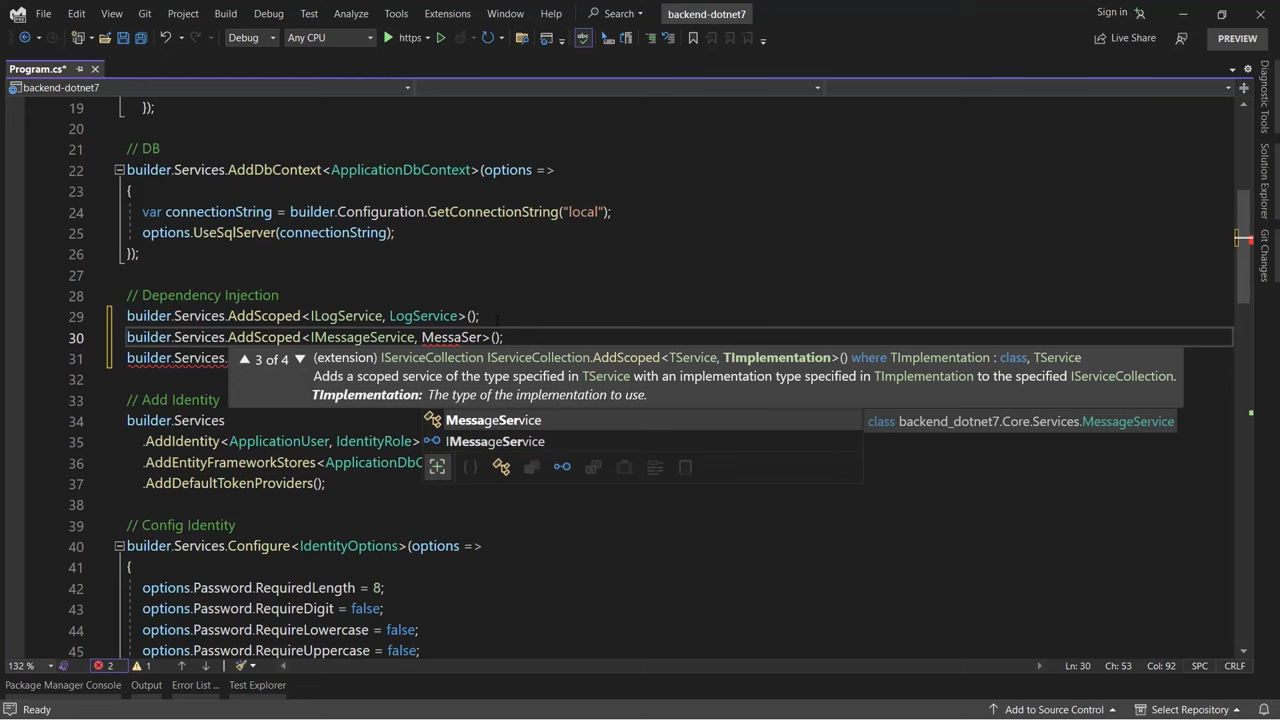 File Edit View Git Project Build Debug Test Analyze Tools Extensions Window Help Search backend-dotnet7 Sign in
Debug Any CPU https Live Share PREVIEW
Program.cs*
backend-dotnet7
19 });
20
21 // DB
22 builder.Services.AddDbContext<ApplicationDbContext>(options =>
23 {
24 var connectionString = builder.Configuration.GetConnectionString("local");
25 options.UseSqlServer(connectionString);
26 });
27
28 // Dependency Injection
29 builder.Services.AddScoped<ILogService, LogService>();
30 builder.Services.AddScoped<IMessageService, MessaSer>();
31 builder.Services.
3 of 4 (extension) IServiceCollection IServiceCollection.AddScoped<TService, TImplementation>() where TImplementation : class, TService
Adds a scoped service of the type specified in TService with an implementation type specified in TImplementation to the specified IServiceCollection.
TImplementation: The type of the implementation to use.
32
33 // Add Identity
MessageService class backend_dotnet7.Core.Services.MessageService
34 builder.Services
IMessageService
35 .AddIdentity<ApplicationUser, IdentityRole>
36 .AddEntityFrameworkStores<ApplicationDbC
37 .AddDefaultTokenProviders();
38
39 // Config Identity
40 builder.Services.Configure<IdentityOptions>(options =>
41 {
42 options.Password.RequiredLength = 8;
43 options.Password.RequireDigit = false;
44 options.Password.RequireLowercase = false;
45 options.Password.RequireUppercase = false;
132 % 2 1 Ln: 30 Ch: 53 Col: 92 SPC CRLF
Package Manager Console Output Error List ... Test Explorer
Ready Add to Source Control Select Repository
Diagnostic Tools
Solution Explorer
Git Changes